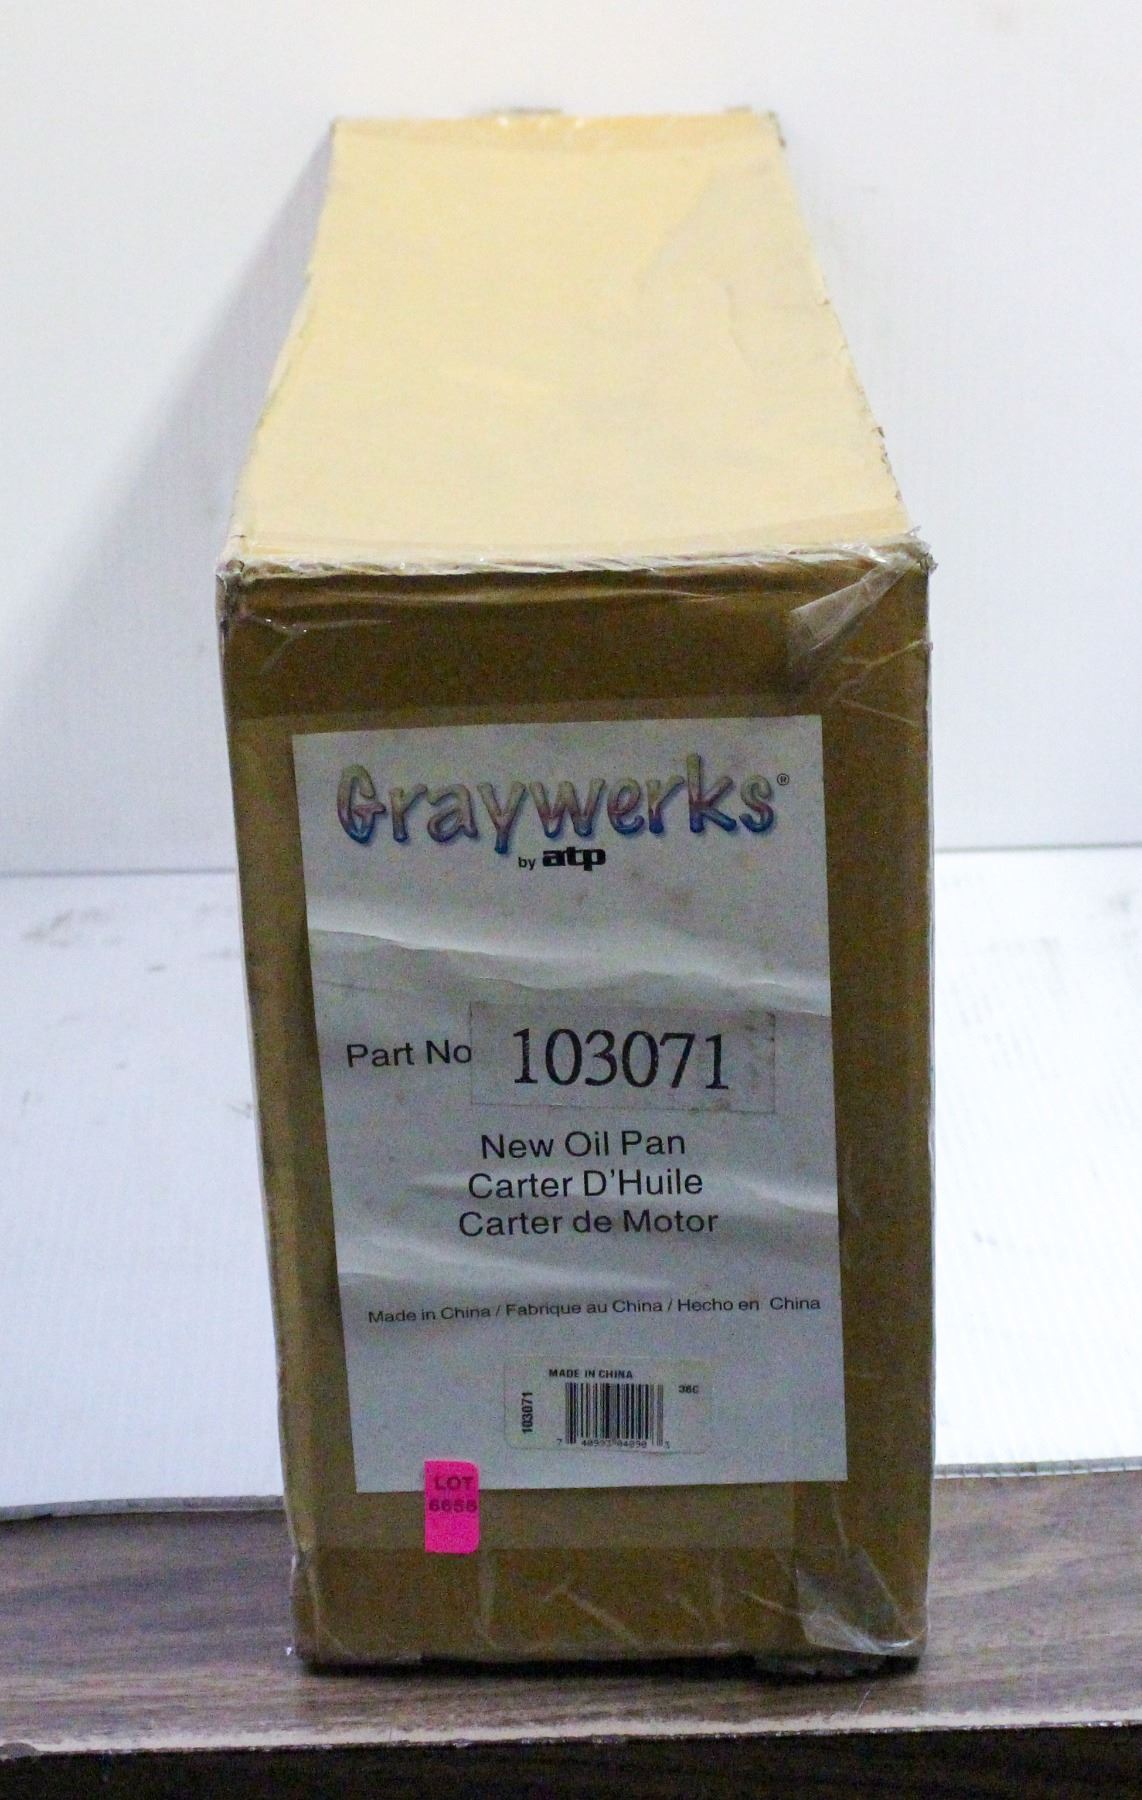 Graywerks®
by atp
Part No 103071
New Oil Pan
Carter D'Huile
Carter de Motor
Made in China / Fabrique au China / Hecho en China
MADE IN CHINA
36C
103071
LOT